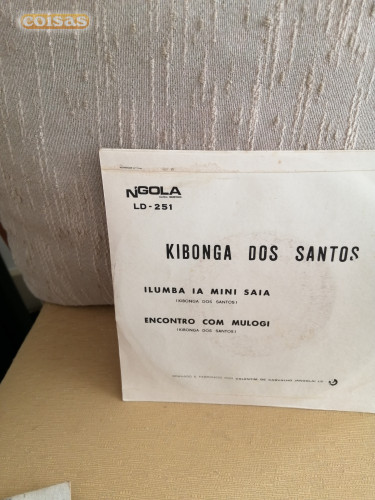 coisas
NGOLA
LD-251
KIBONGA DOS SANTOS
ILUMBA IA MINI SAIA
(KIBONGA DOS SANTOS)
ENCONTRO COM MULOGI
(KIBONGA DOS SANTOS)